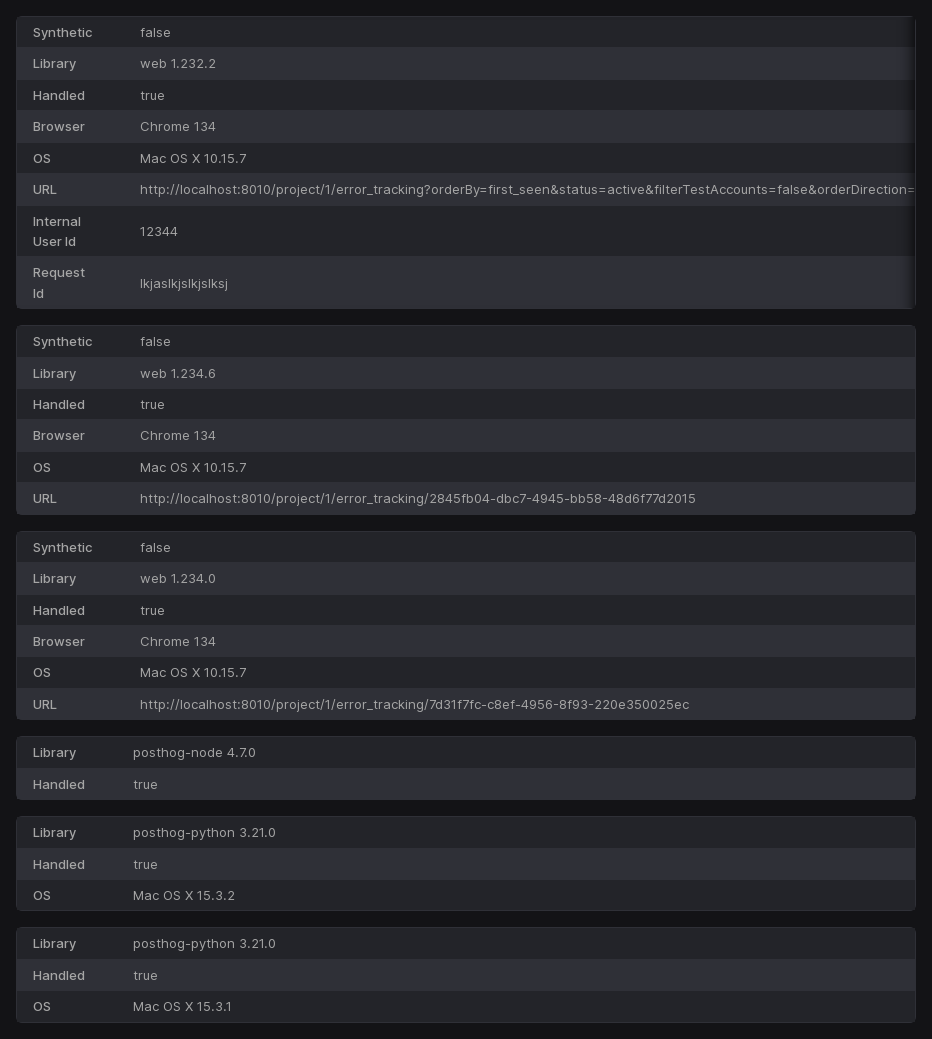 Synthetic false
Library web 1.232.2
Handled true
Browser Chrome 134
OS Mac OS X 10.15.7
URL http://localhost:8010/project/1/error_tracking?orderBy=first_seen&status=active&filterTestAccounts=false&orderDirection=
Internal
User Id 12344
Request
Id lkjaslkjslkjslksj
Synthetic false
Library web 1.234.6
Handled true
Browser Chrome 134
OS Mac OS X 10.15.7
URL http://localhost:8010/project/1/error_tracking/2845fb04-dbc7-4945-bb58-48d6f77d2015
Synthetic false
Library web 1.234.0
Handled true
Browser Chrome 134
OS Mac OS X 10.15.7
URL http://localhost:8010/project/1/error_tracking/7d31f7fc-c8ef-4956-8f93-220e350025ec
Library posthog-node 4.7.0
Handled true
Library posthog-python 3.21.0
Handled true
OS Mac OS X 15.3.2
Library posthog-python 3.21.0
Handled true
OS Mac OS X 15.3.1